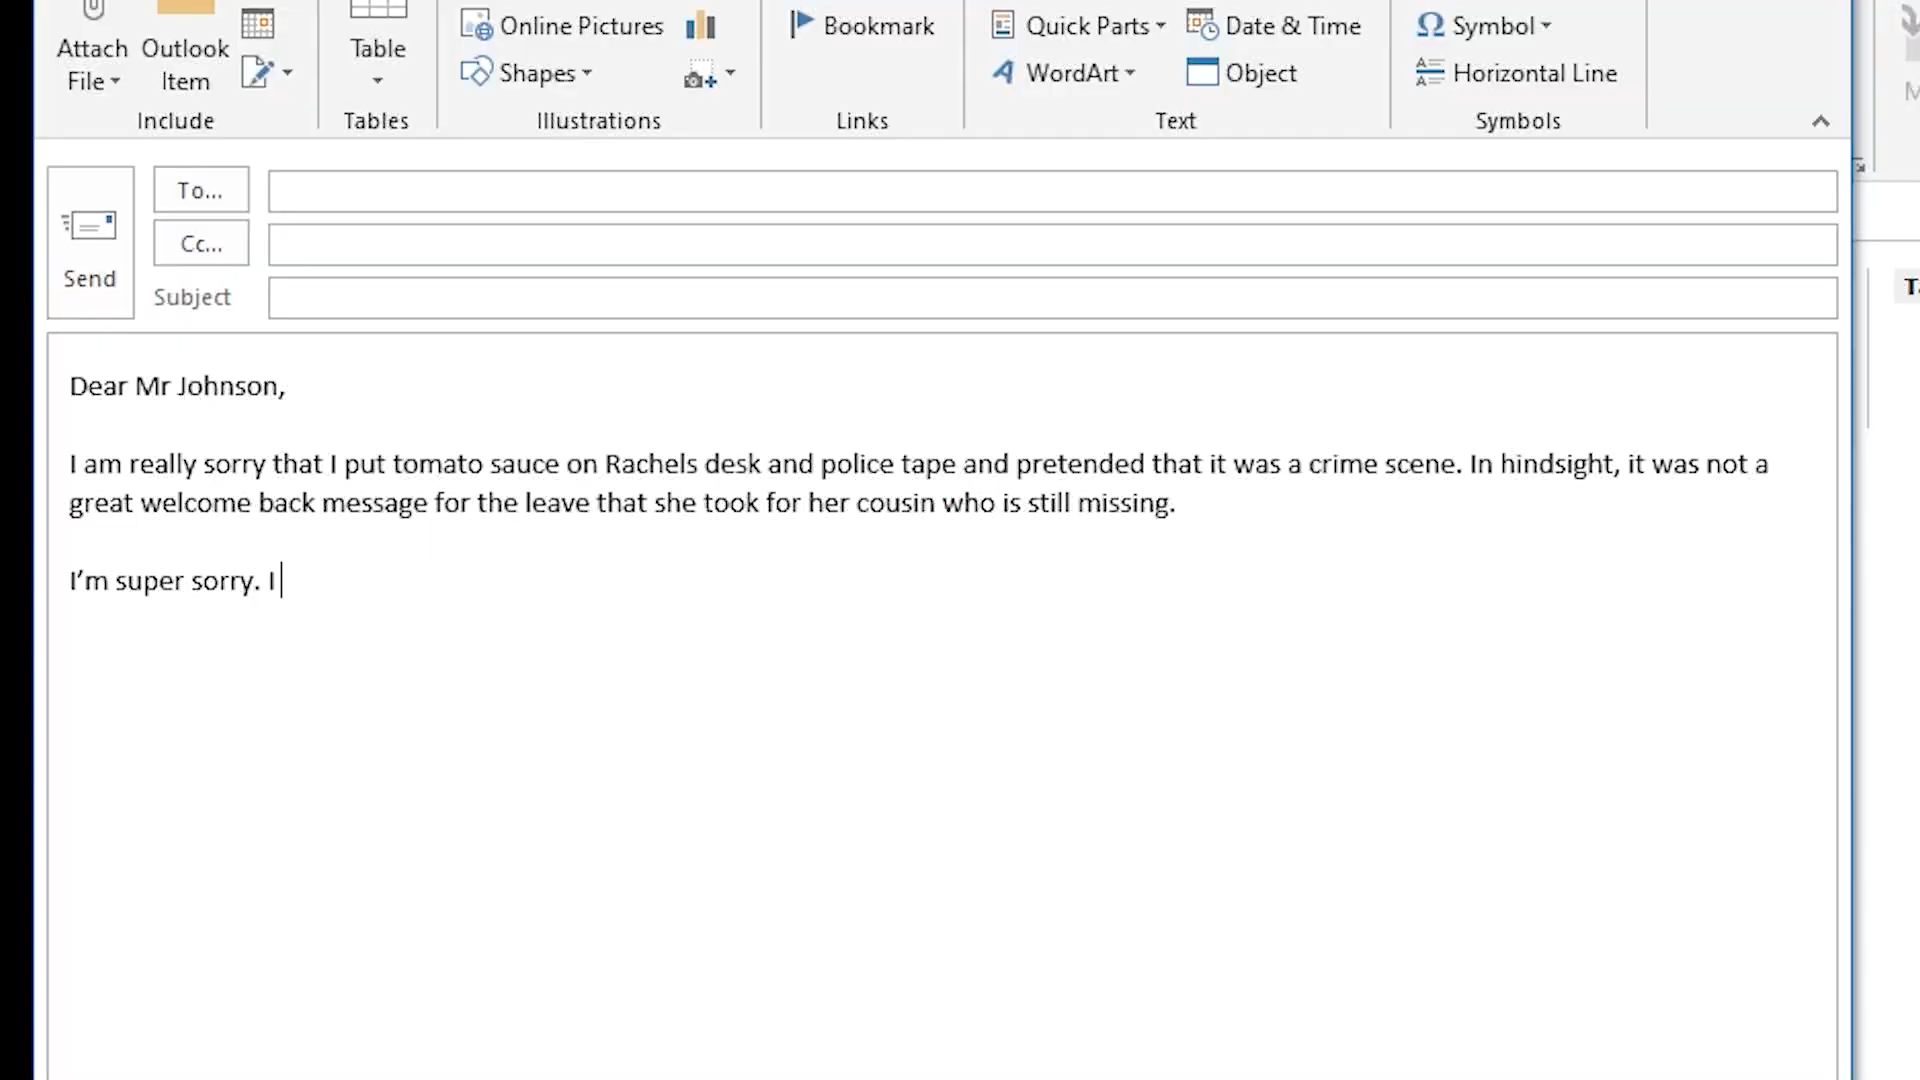 Attach File
Outlook Item
Table
Online Pictures
Shapes
Bookmark
Quick Parts
WordArt
Date & Time
Object
Symbol
Horizontal Line
Include
Tables
Illustrations
Links
Text
Symbols
To...
Cc...
Send
Subject
Dear Mr Johnson,
I am really sorry that I put tomato sauce on Rachels desk and police tape and pretended that it was a crime scene. In hindsight, it was not a
great welcome back message for the leave that she took for her cousin who is still missing.
I’m super sorry. I